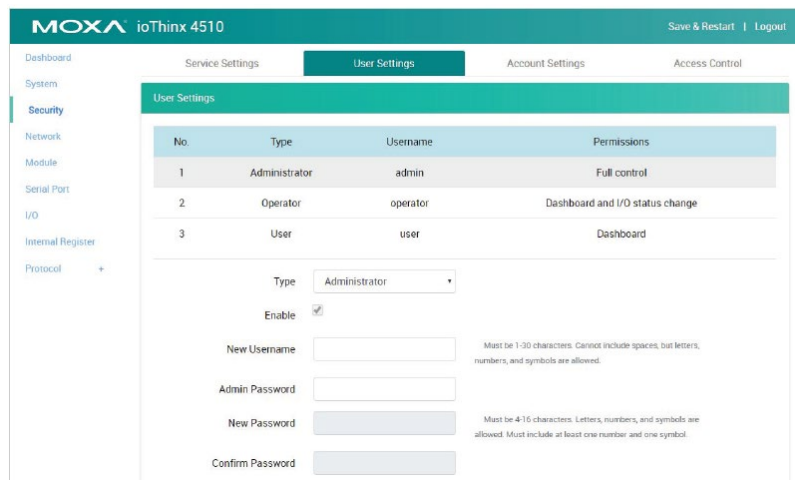 MOXA ioThinx 4510
Save & Restart | Logout
Dashboard
System
Security
Network
Module
Serial Port
I/O
Internal Register
Protocol +
Service Settings User Settings Account Settings Access Control
User Settings
No. Type Username Permissions
1 Administrator admin Full control
2 Operator operator Dashboard and I/O status change
3 User user Dashboard
Type Administrator
Enable
New Username
Must be 1-30 characters. Cannot include spaces, but letters,
numbers, and symbols are allowed.
Admin Password
New Password
Must be 4-16 characters. Letters, numbers, and symbols are
allowed. Must include at least one number and one symbol.
Confirm Password